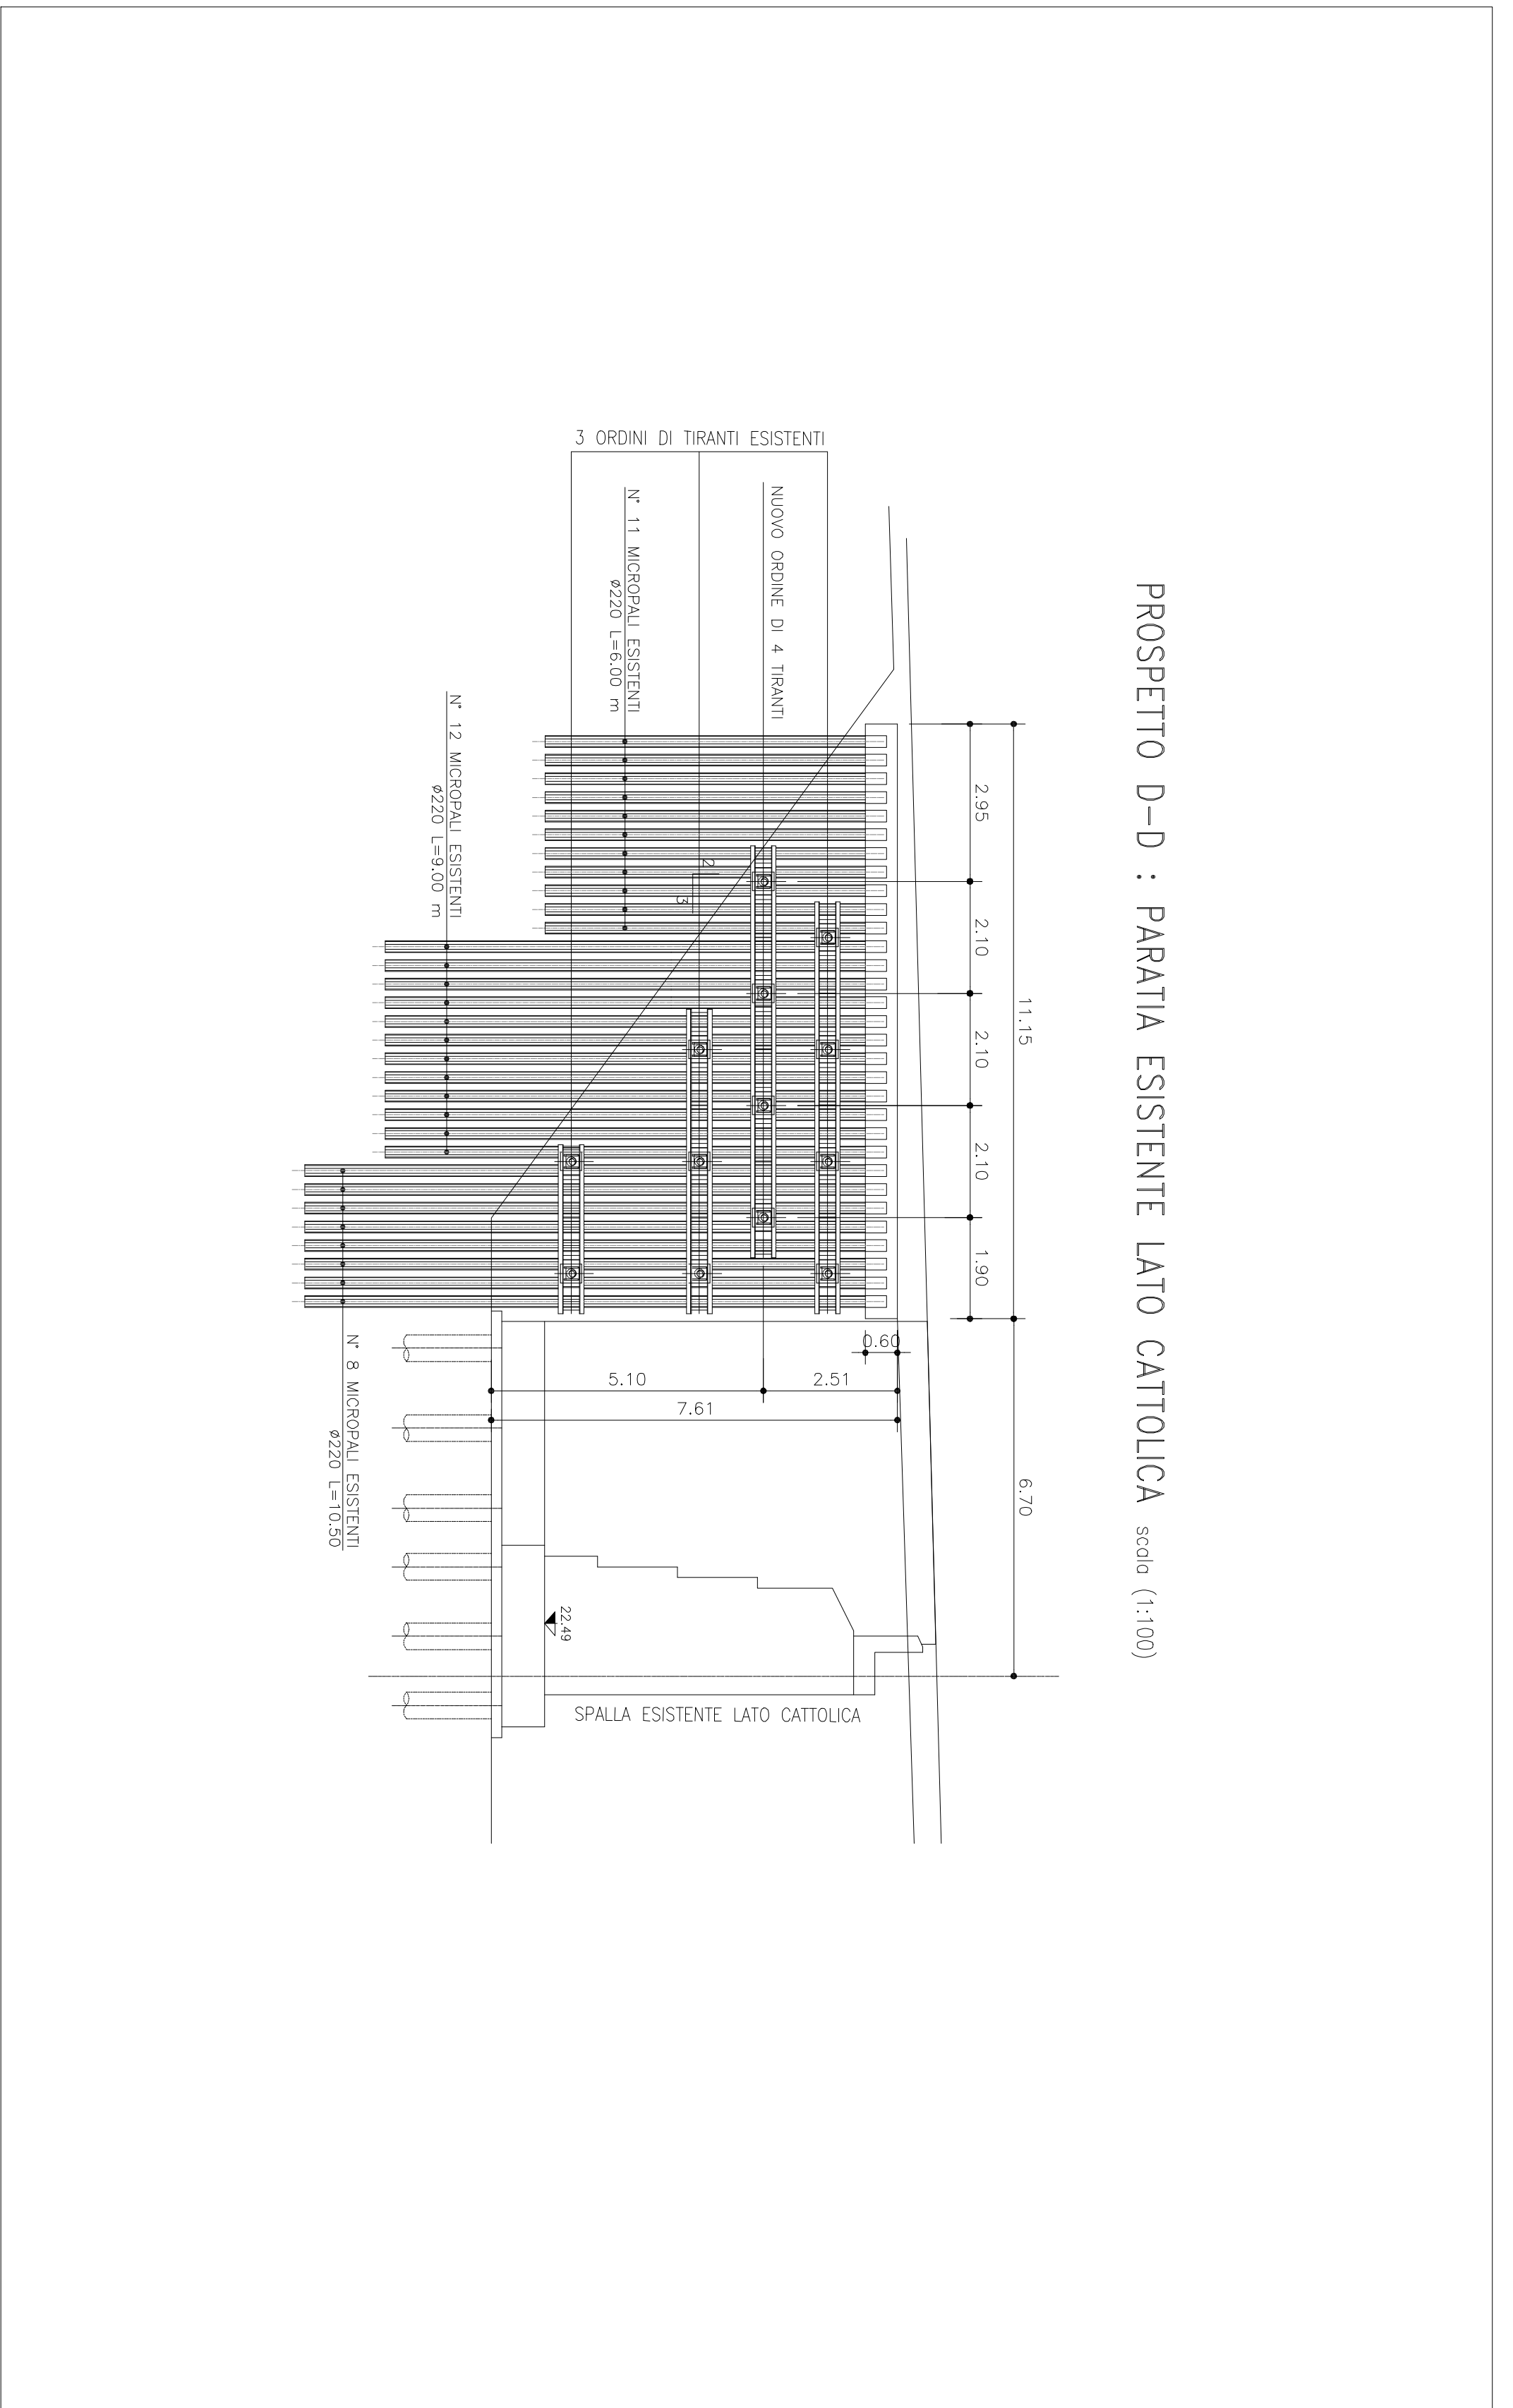 PROSPETTO D-D : PARATIA ESISTENTE LATO CATTOLICA scala (1:100)
11.15
6.70
2.95
2.10
2.10
2.10
1.90
3 ORDINI DI TIRANTI ESISTENTI
NUOVO ORDINE DI 4 TIRANTI
N° 11 MICROPALI ESISTENTI
Ø220 L=6.00 m
N° 12 MICROPALI ESISTENTI
Ø220 L=9.00 m
2
3
0.60
2.51
5.10
7.61
22.49
SPALLA ESISTENTE LATO CATTOLICA
N° 8 MICROPALI ESISTENTI
Ø220 L=10.50